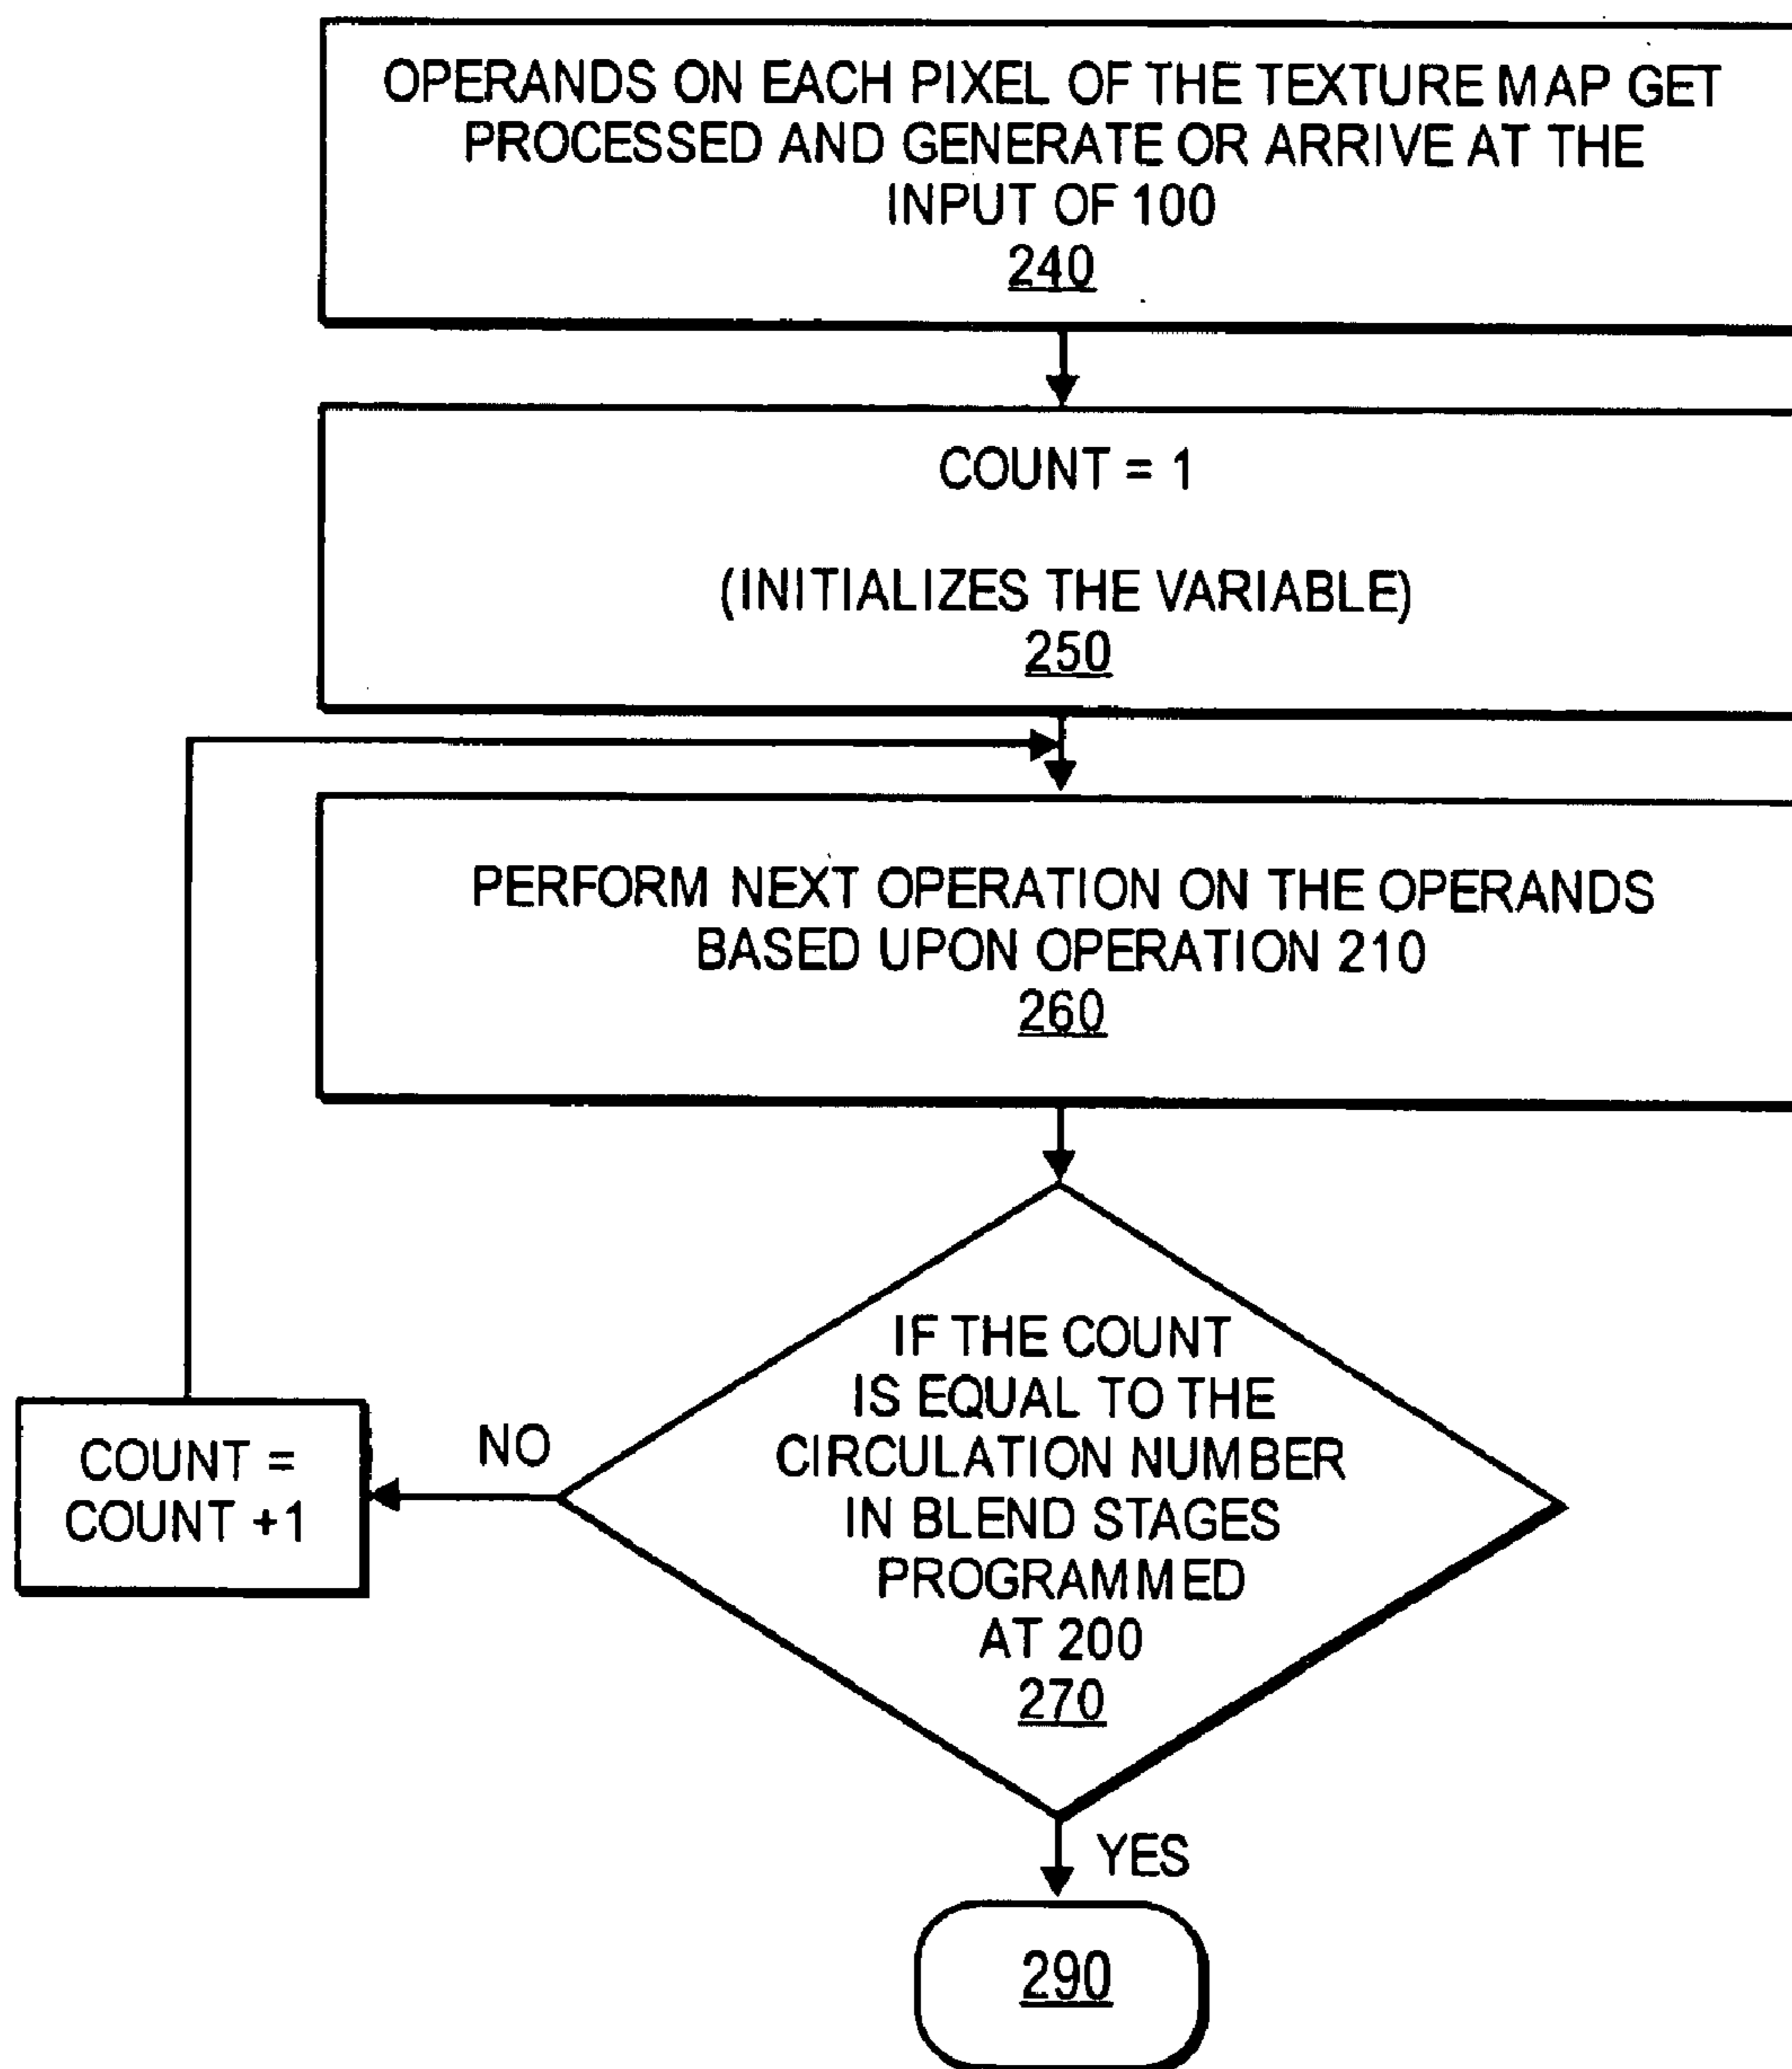 OPERANDS ON EACH PIXEL OF THE TEXTURE MAP GET
PROCESSED AND GENERATE OR ARRIVE AT THE
INPUT OF 100
240
COUNT = 1
(INITIALIZES THE VARIABLE)
250
PERFORM NEXT OPERATION ON THE OPERANDS
BASED UPON OPERATION 210
260
IF THE COUNT
IS EQUAL TO THE
CIRCULATION NUMBER
IN BLEND STAGES
PROGRAMMED
AT 200
270
NO
COUNT =
COUNT +1
YES
290